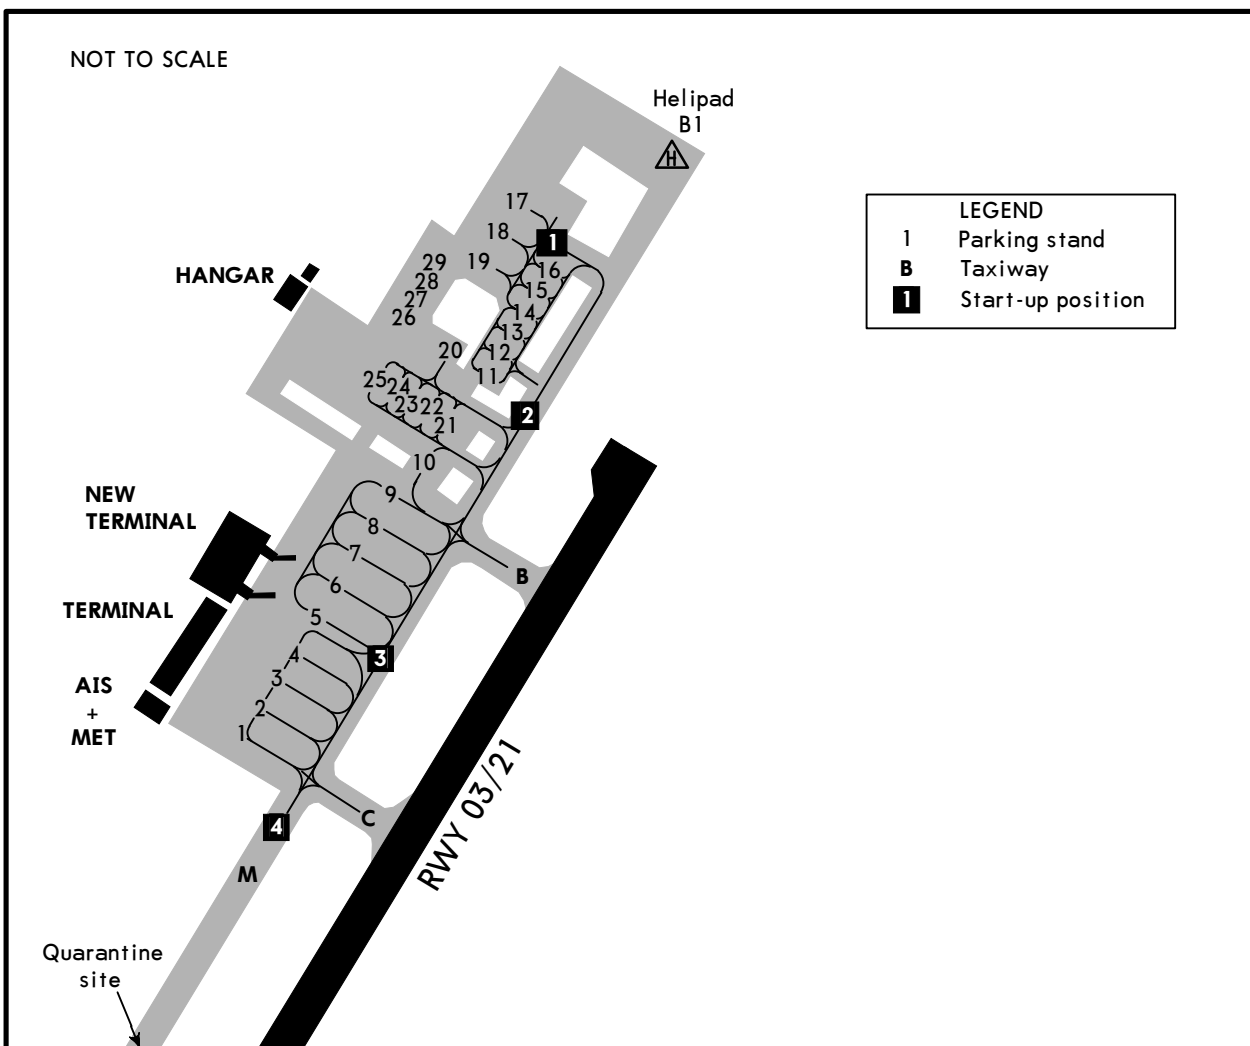 NOT TO SCALE
Helipad
B1
H
LEGEND
1 Parking stand
B Taxiway
1 Start-up position
17
18
1
19
16
29
28
27
26
15
14
13
12
11
HANGAR
20
25
24
23
22
21
2
10
9
8
7
6
5
NEW
TERMINAL
B
TERMINAL
3
4
3
2
1
AIS
+
MET
RWY 03/21
C
4
M
Quarantine
site